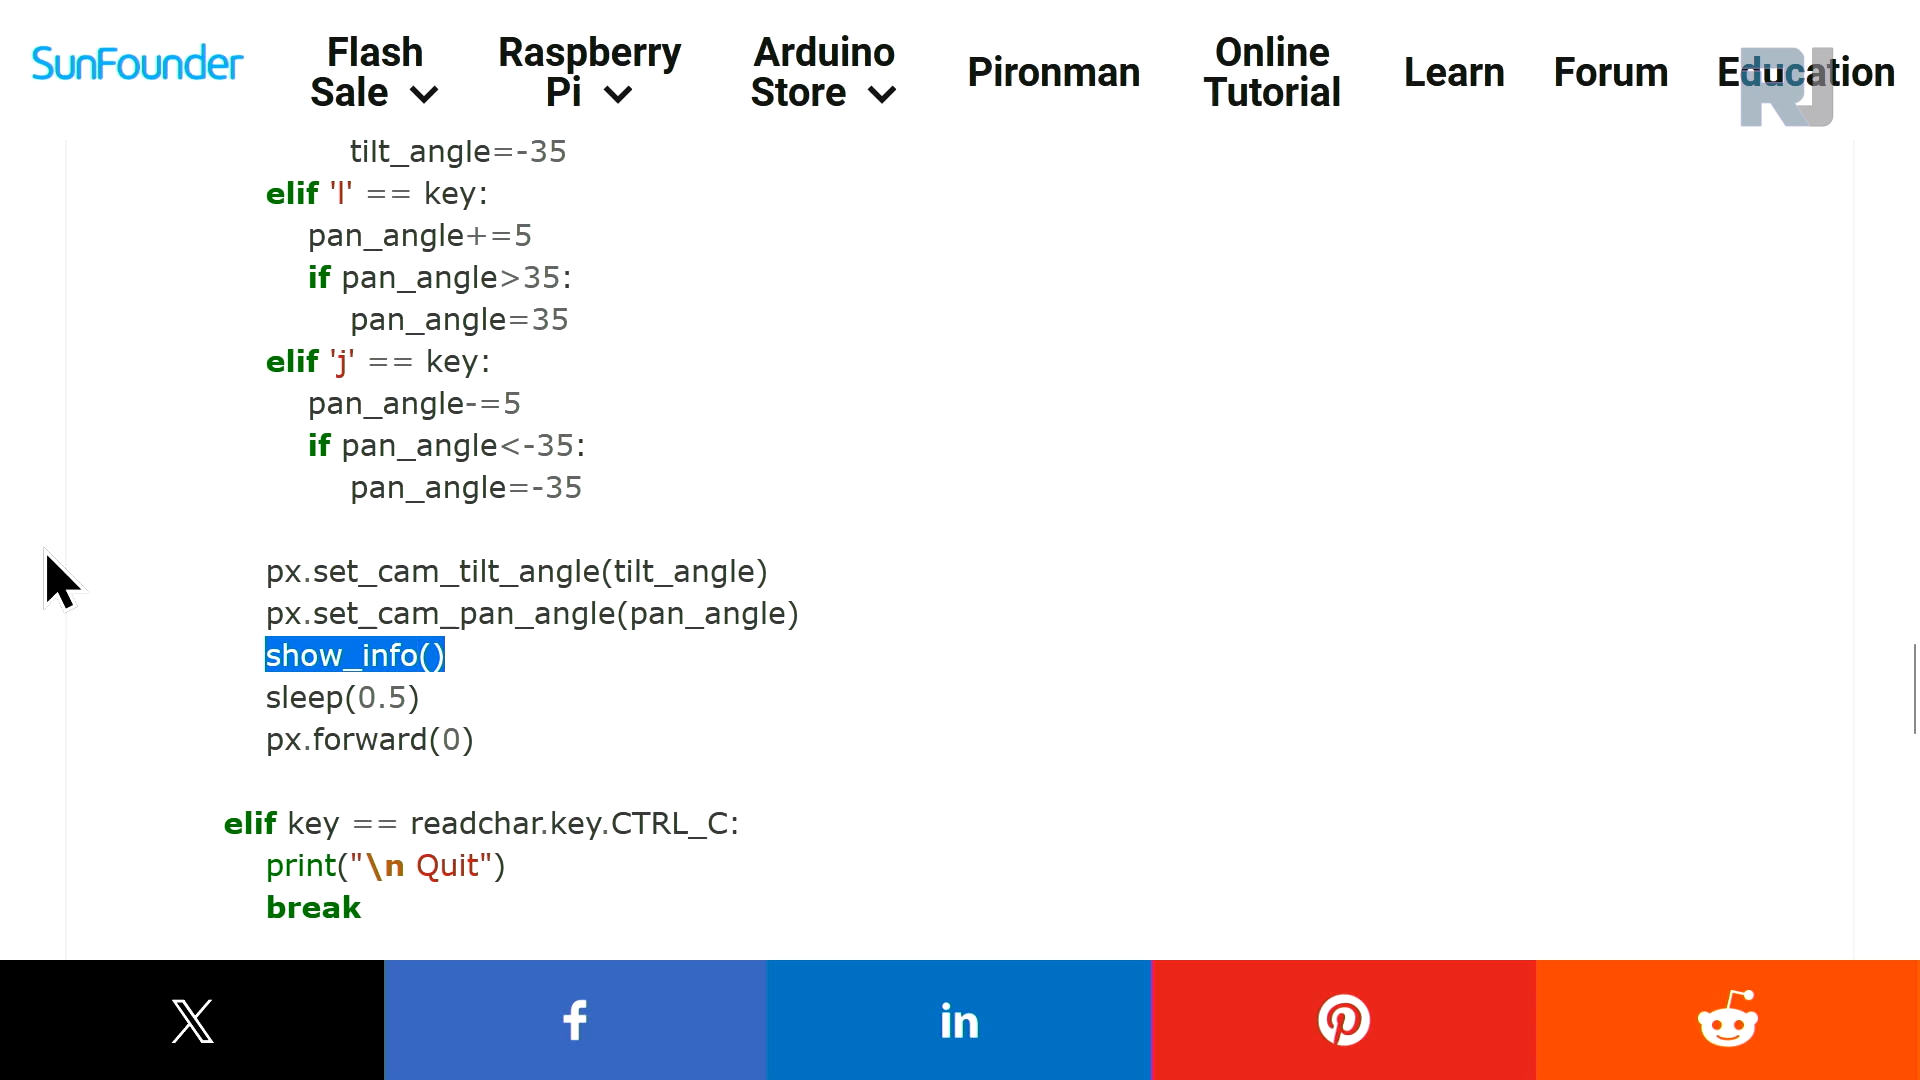 SunFounder
Flash Sale
Raspberry Pi
Arduino Store
Pironman
Online Tutorial
Learn
Forum
Education
RJ
tilt_angle=-35
elif 'l' == key:
pan_angle+=5
if pan_angle>35:
pan_angle=35
elif 'j' == key:
pan_angle-=5
if pan_angle<-35:
pan_angle=-35
px.set_cam_tilt_angle(tilt_angle)
px.set_cam_pan_angle(pan_angle)
show_info()
sleep(0.5)
px.forward(0)
elif key == readchar.key.CTRL_C:
print("\n Quit")
break